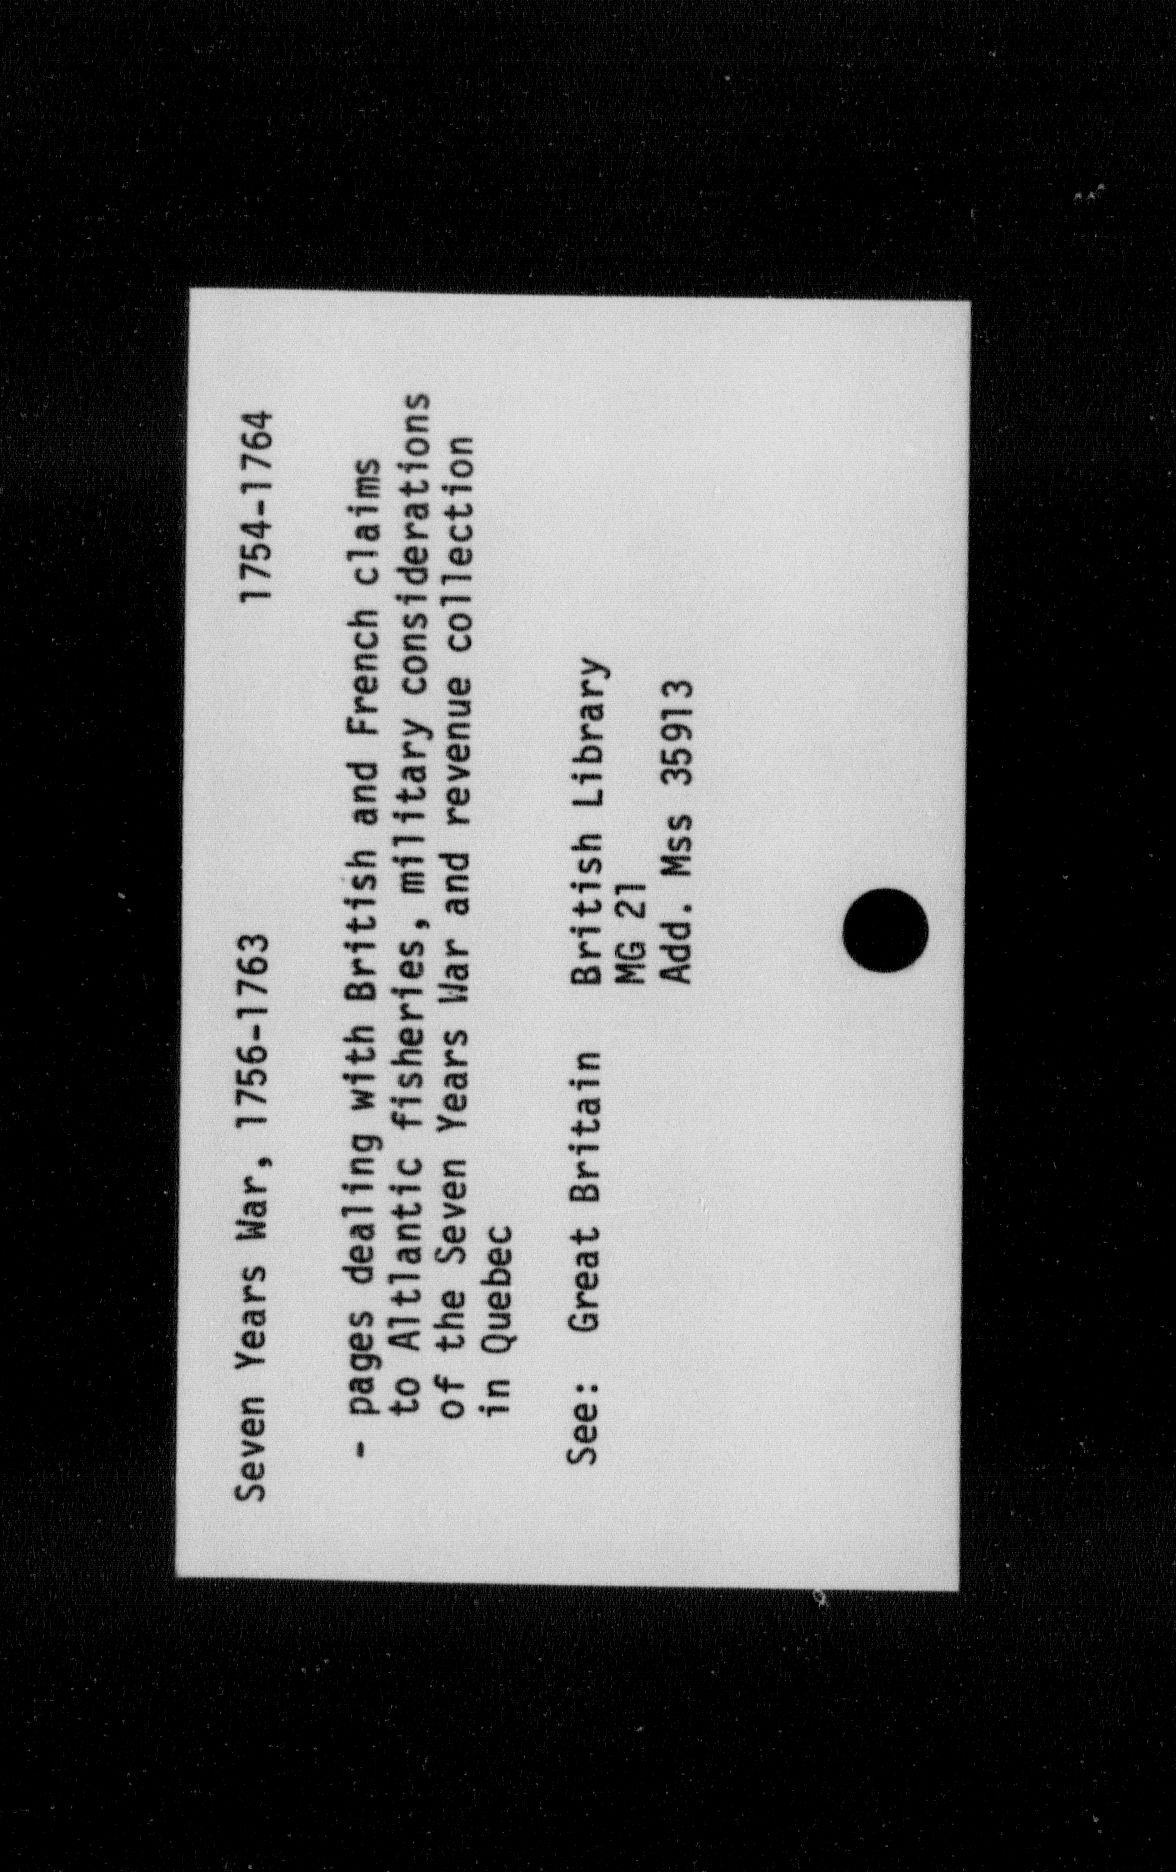 Seven Years War, 1756-1763 1754-1764
- pages dealing with British and French claims
to Altlantic fisheries, military considerations
of the Seven Years War and revenue collection
in Quebec
See: Great Britain British Library
MG 21
Add. Mss 35913